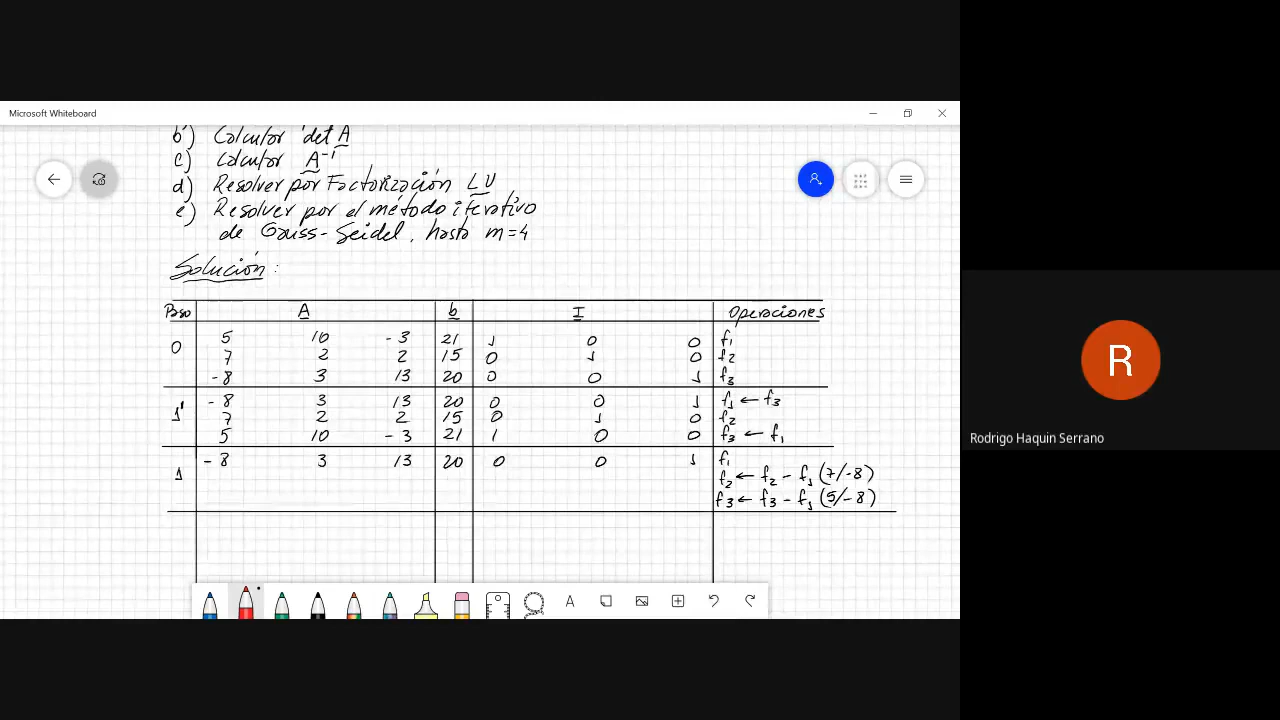 Microsoft Whiteboard
b) Calcular det A
c) Calcular A⁻¹
d) Resolver por Factorización LU
e) Resolver por el método iterativo
de Gauss-Seidel, hasta m=4
Solución:
Paso A b I Operaciones
0 5 10 -3 21 1 0 0 f₁
7 2 2 15 0 1 0 f₂
-8 3 13 20 0 0 1 f₃
1' -8 3 13 20 0 0 1 f₁ ← f₃
7 2 2 15 0 1 0 f₂
5 10 -3 21 1 0 0 f₃ ← f₁
1 -8 3 13 20 0 0 1 f₁
f₂ ← f₂ - f₁ (7/-8)
f₃ ← f₃ - f₁ (5/-8)
A
R
Rodrigo Haquin Serrano